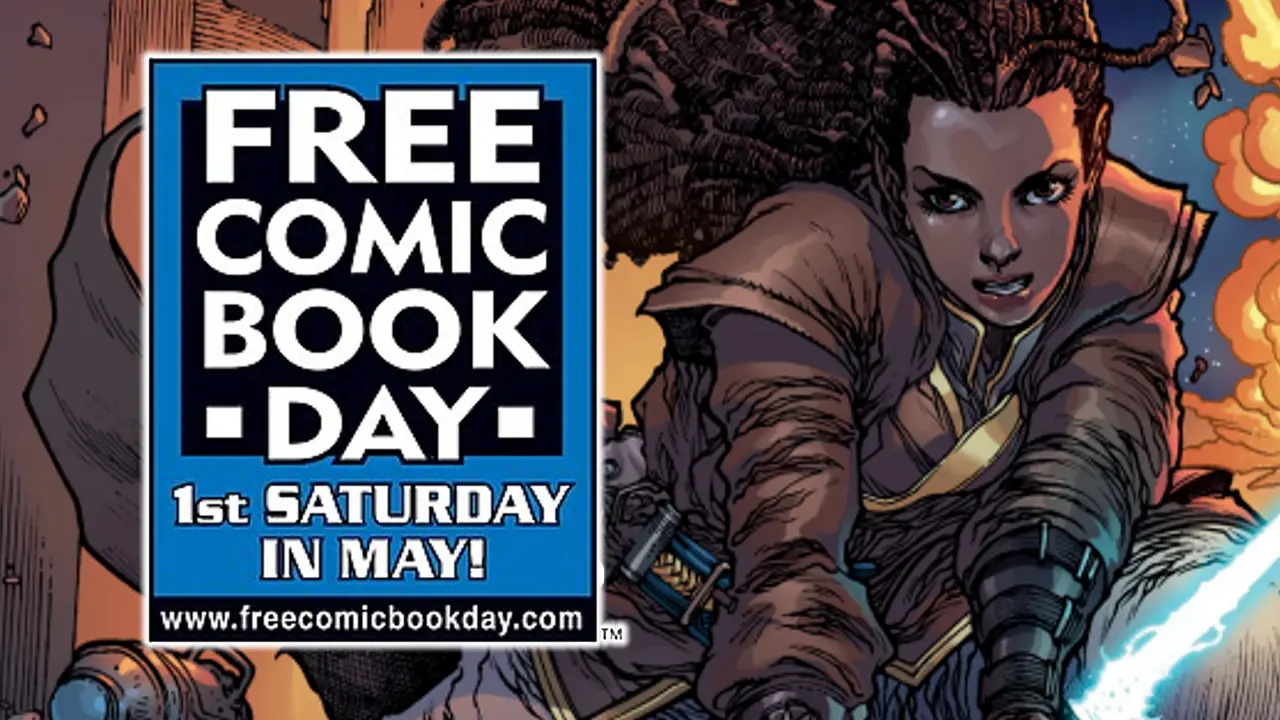 FREE
COMIC
BOOK
▪ DAY ▪
1st SATURDAY
IN MAY!
www.freecomicbookday.com
TM